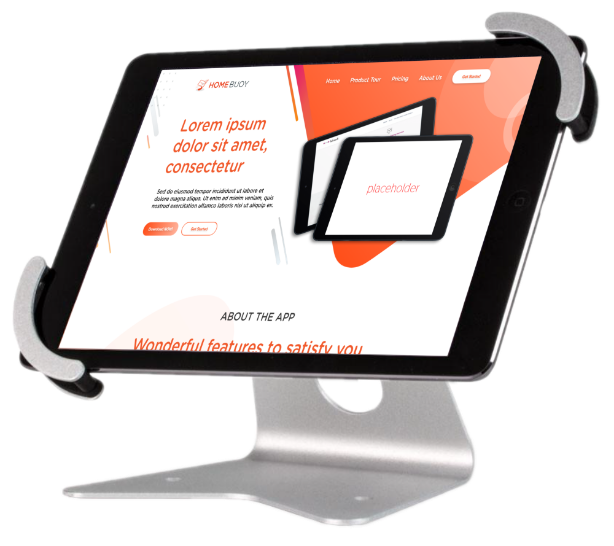 HOMEBUOY
Home Product Tour Pricing About Us Get Started
Lorem ipsum
dolor sit amet,
consectetur
Sed do eiusmod tempor incididunt ut labore et
dolore magna aliqua. Ut enim ad minim veniam, quis
nostrud exercitation ullamco laboris nisi ut aliquip ex.
Get Started
placeholder
ABOUT THE APP
Wonderful features to satisfy you